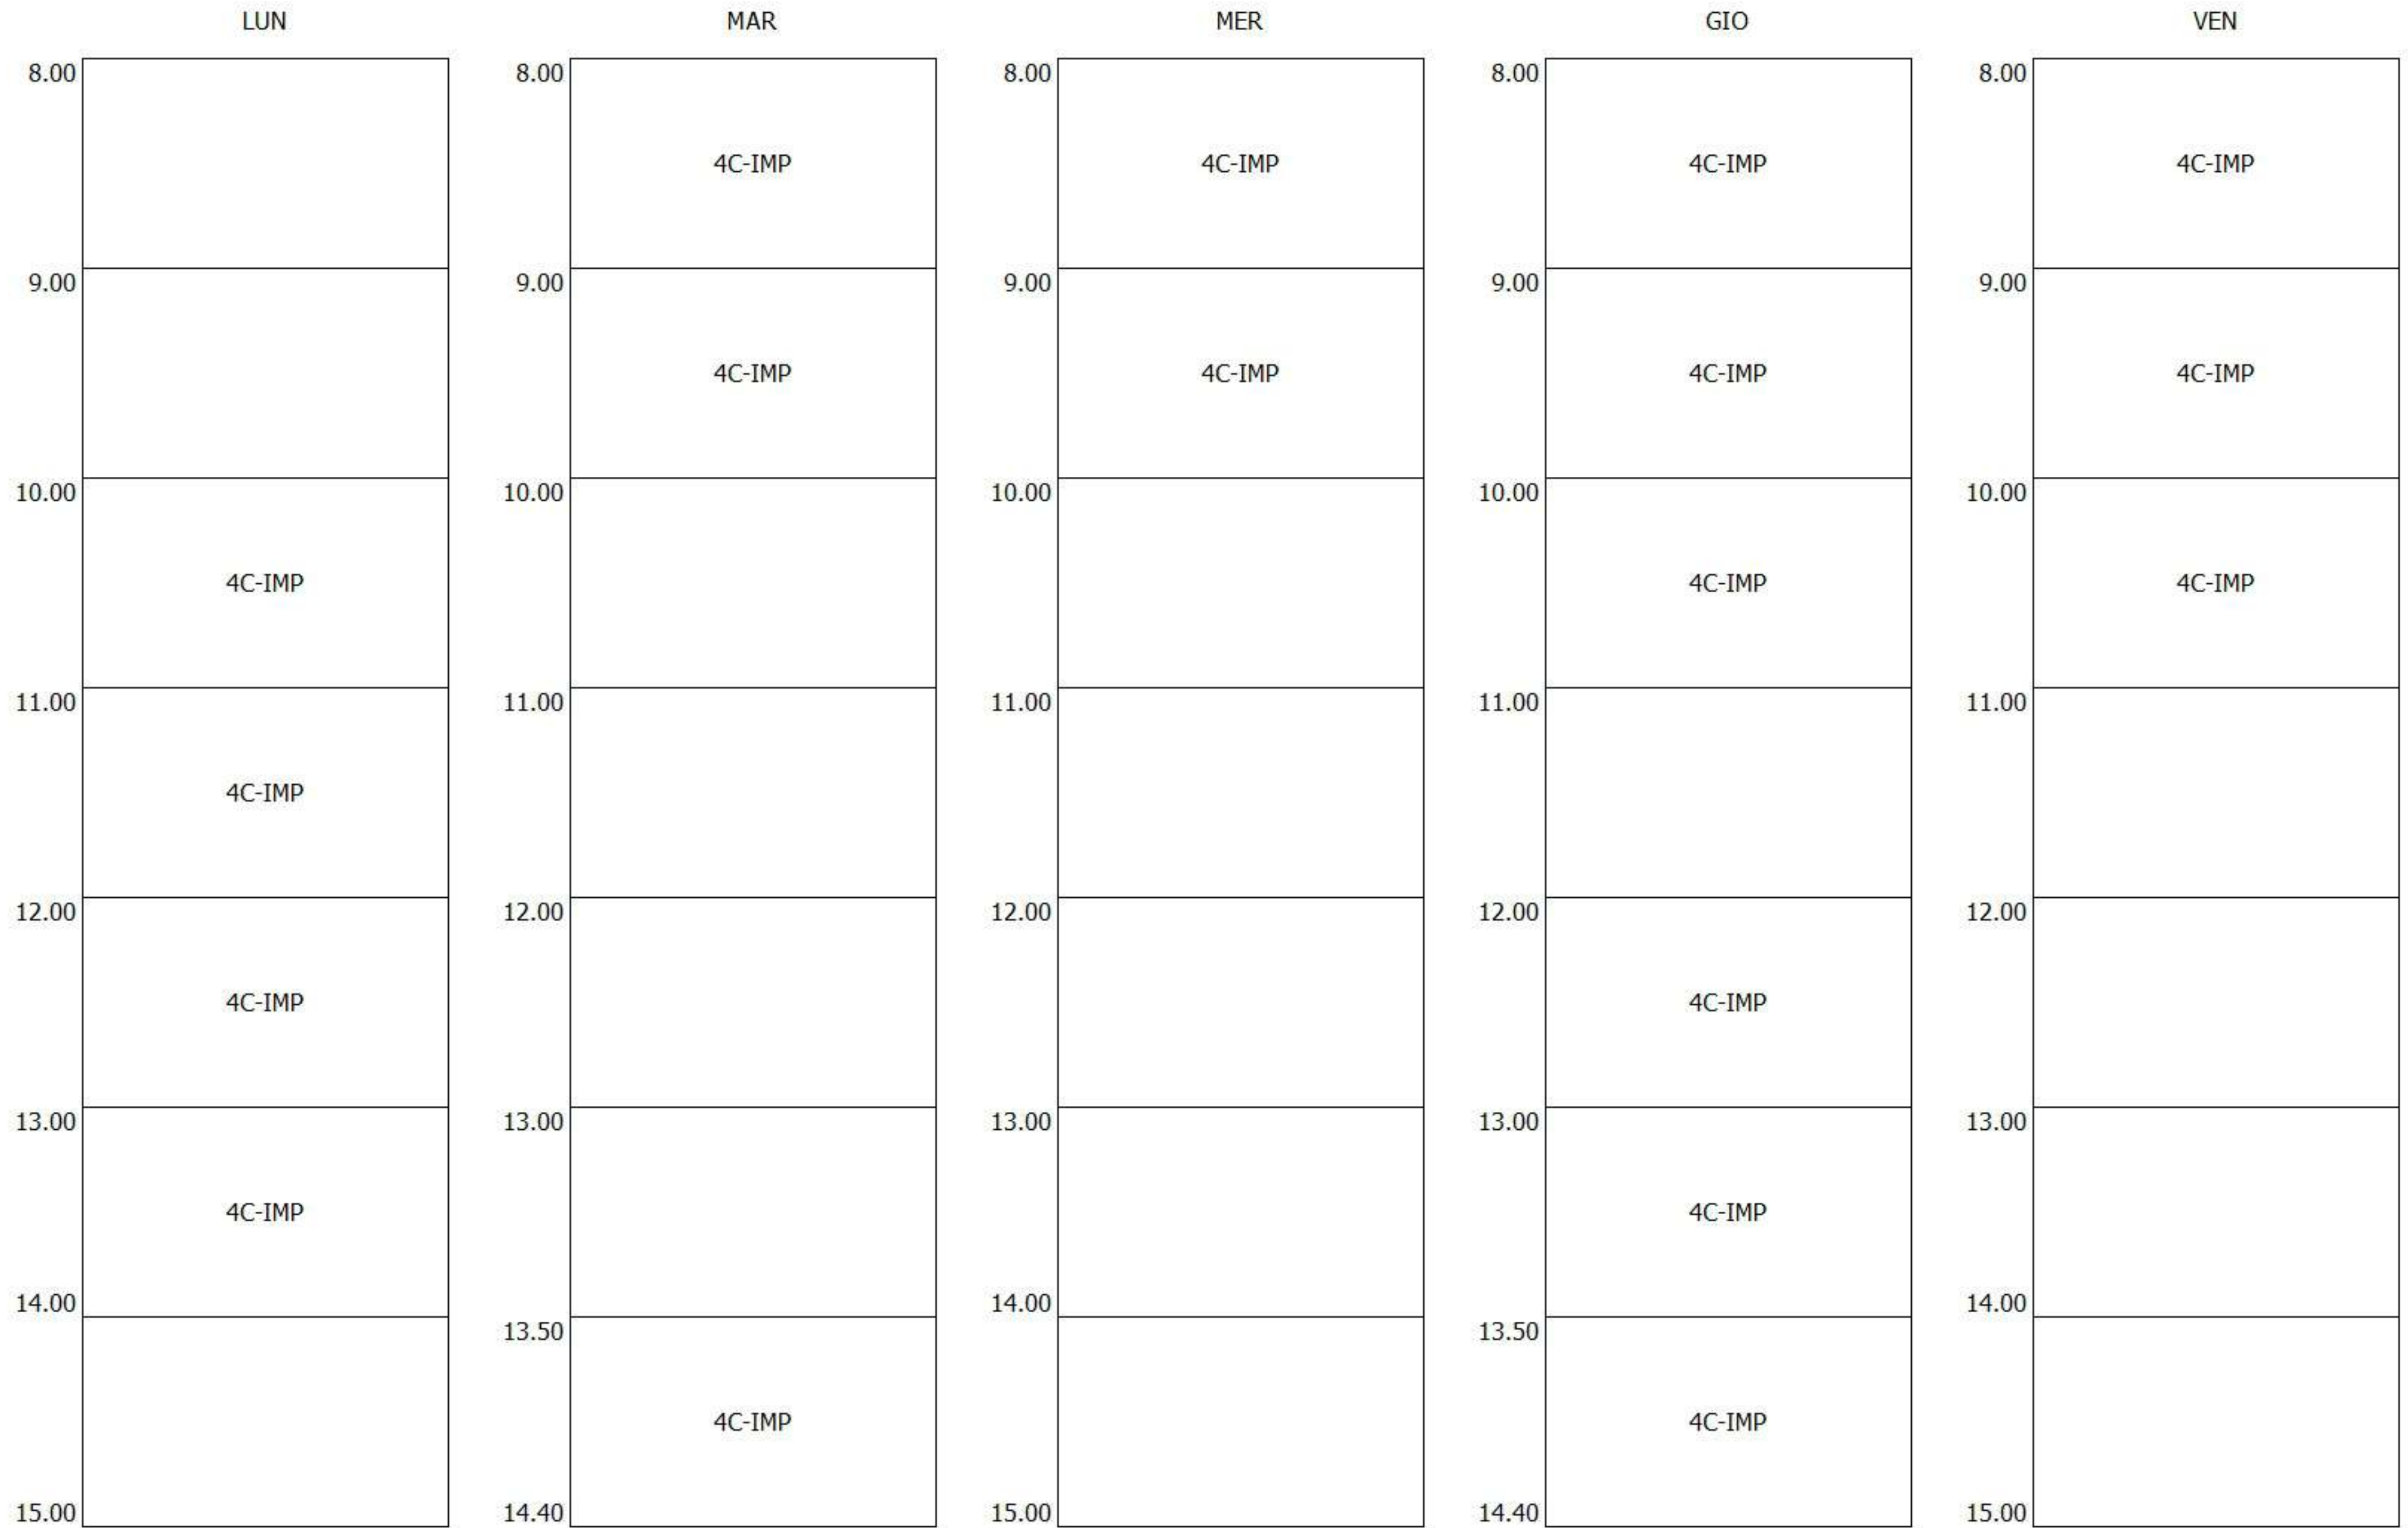 LUN MAR MER GIO VEN
8.00 8.00 8.00 8.00 8.00
4C-IMP 4C-IMP 4C-IMP 4C-IMP
9.00 9.00 9.00 9.00 9.00
4C-IMP 4C-IMP 4C-IMP 4C-IMP
10.00 10.00 10.00 10.00 10.00
4C-IMP 4C-IMP 4C-IMP
11.00 11.00 11.00 11.00 11.00
4C-IMP
12.00 12.00 12.00 12.00 12.00
4C-IMP 4C-IMP
13.00 13.00 13.00 13.00 13.00
4C-IMP 4C-IMP
14.00 14.00 14.00
13.50 13.50
4C-IMP 4C-IMP
15.00 14.40 15.00 14.40 15.00